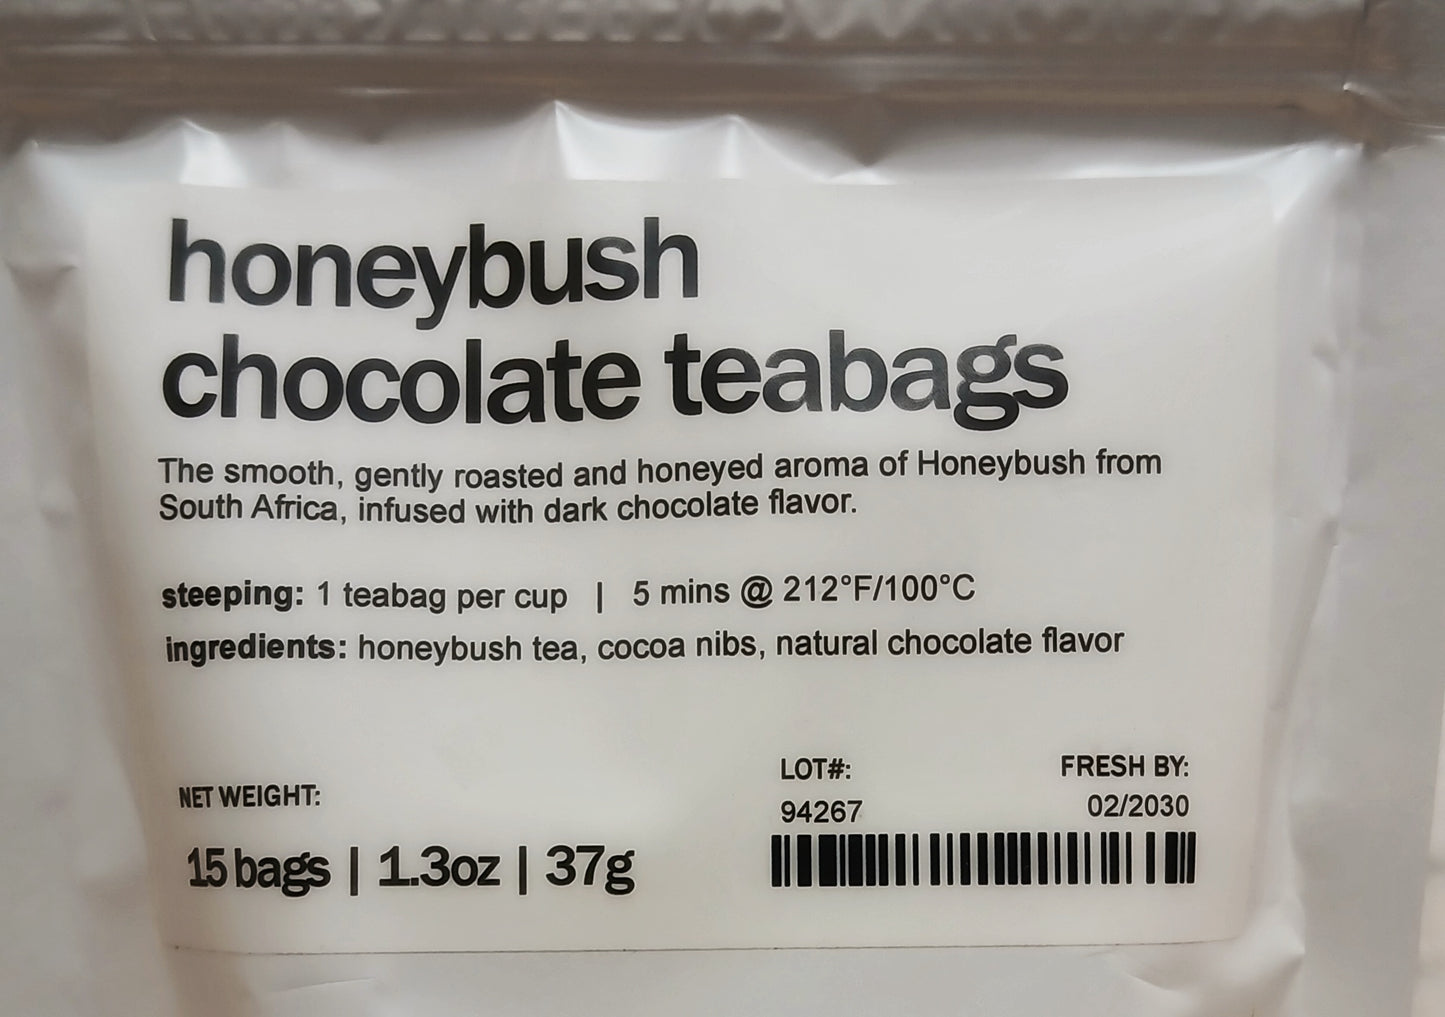 honeybush
chocolate teabags
The smooth, gently roasted and honeyed aroma of Honeybush from
South Africa, infused with dark chocolate flavor.
steeping: 1 teabag per cup | 5 mins @ 212°F/100°C
ingredients: honeybush tea, cocoa nibs, natural chocolate flavor
NET WEIGHT:
15 bags | 1.3oz | 37g
LOT#: FRESH BY:
94267 02/2030